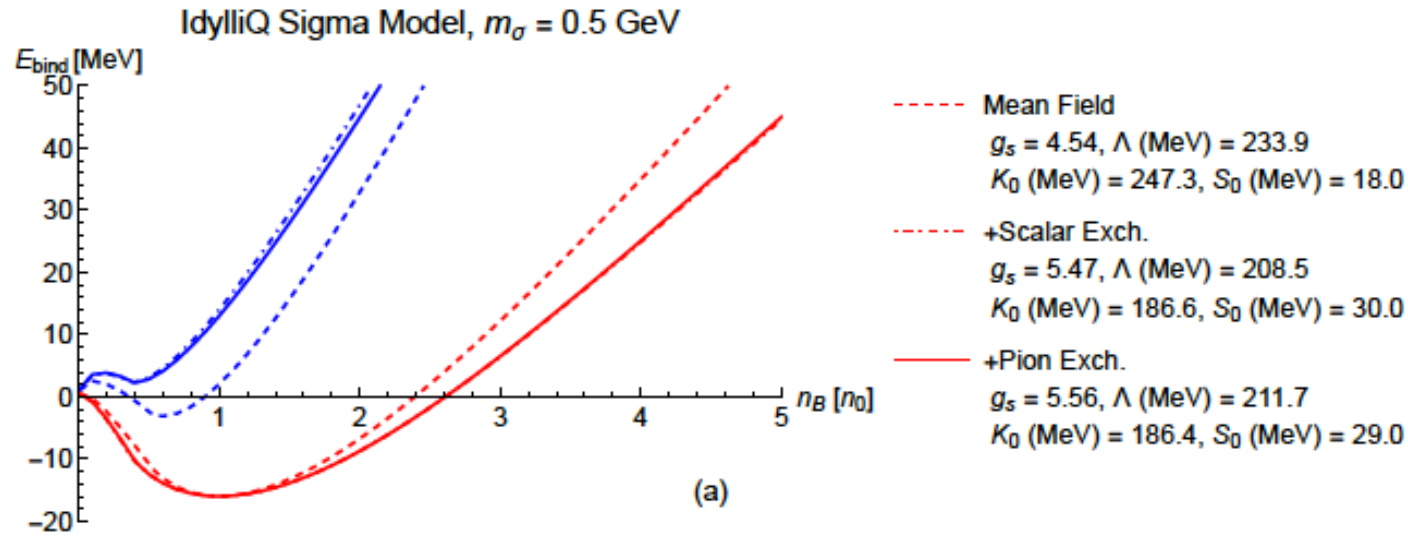 IdylliQ Sigma Model, mσ = 0.5 GeV
Ebind [MeV]
50
40
30
20
10
0
−10
−20
1
2
3
4
5
nB [n0]
(a)
Mean Field
gs = 4.54, Λ (MeV) = 233.9
K0 (MeV) = 247.3, S0 (MeV) = 18.0
+Scalar Exch.
gs = 5.47, Λ (MeV) = 208.5
K0 (MeV) = 186.6, S0 (MeV) = 30.0
+Pion Exch.
gs = 5.56, Λ (MeV) = 211.7
K0 (MeV) = 186.4, S0 (MeV) = 29.0